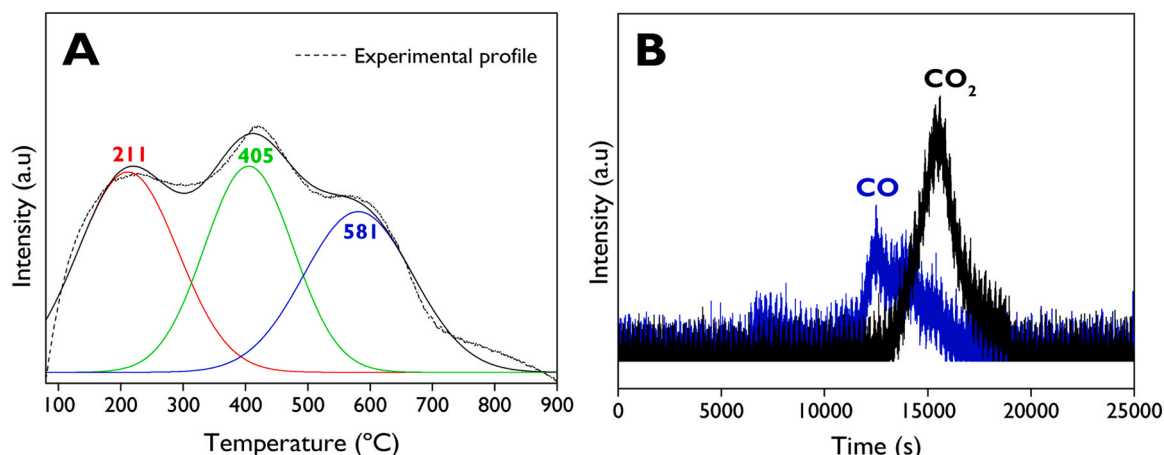 A
Experimental profile
211
405
581
Intensity (a.u)
100 200 300 400 500 600 700 800 900
Temperature (ºC)
B
CO₂
CO
Intensity (a.u)
0 5000 10000 15000 20000 25000
Time (s)